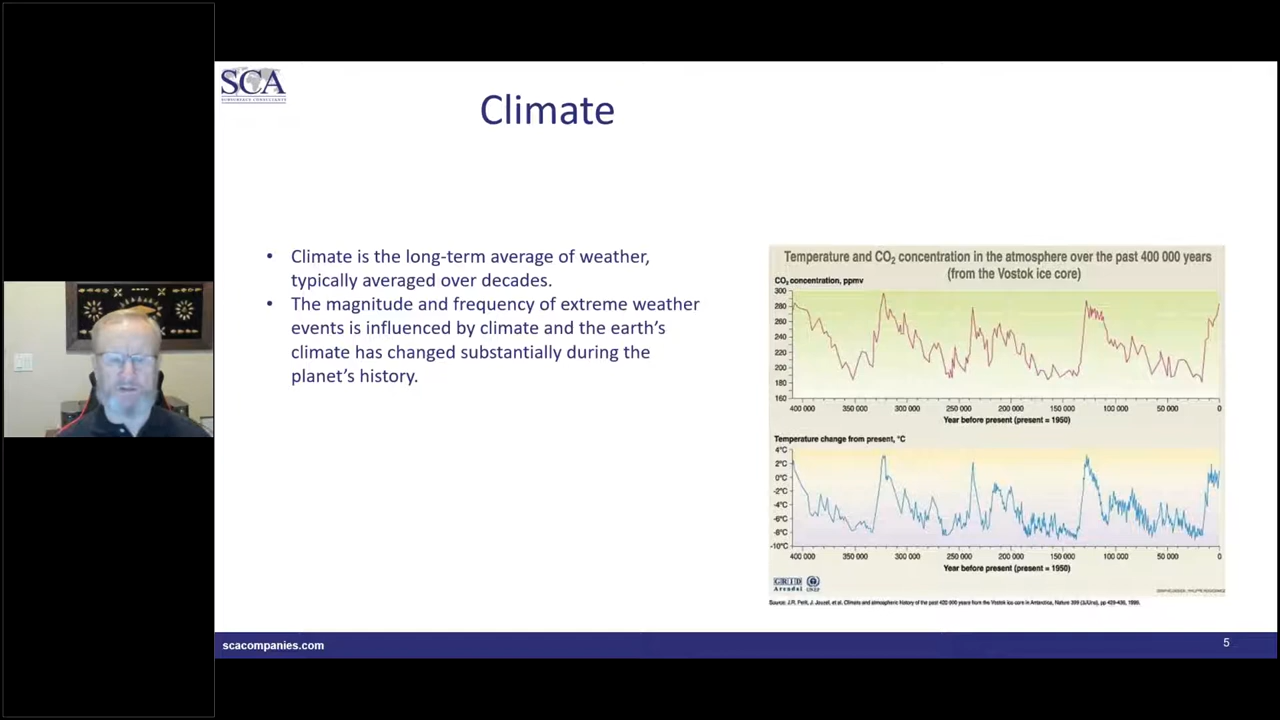 SCA
Climate
• Climate is the long-term average of weather,
typically averaged over decades.
• The magnitude and frequency of extreme weather
events is influenced by climate and the earth's
climate has changed substantially during the
planet's history.
Temperature and CO₂ concentration in the atmosphere over the past 400 000 years
(from the Vostok ice core)
CO₂ concentration, ppmv
300
280
260
240
220
200
180
160
400 000 350 000 300 000 250 000 200 000 150 000 100 000 50 000 0
Year before present (present = 1950)
Temperature change from present, °C
4°C
2°C
0°C
-2°C
-4°C
-6°C
-8°C
-10°C
400 000 350 000 300 000 250 000 200 000 150 000 100 000 50 000 0
Year before present (present = 1950)
GRID
Arendal UNEP
scacompanies.com
5